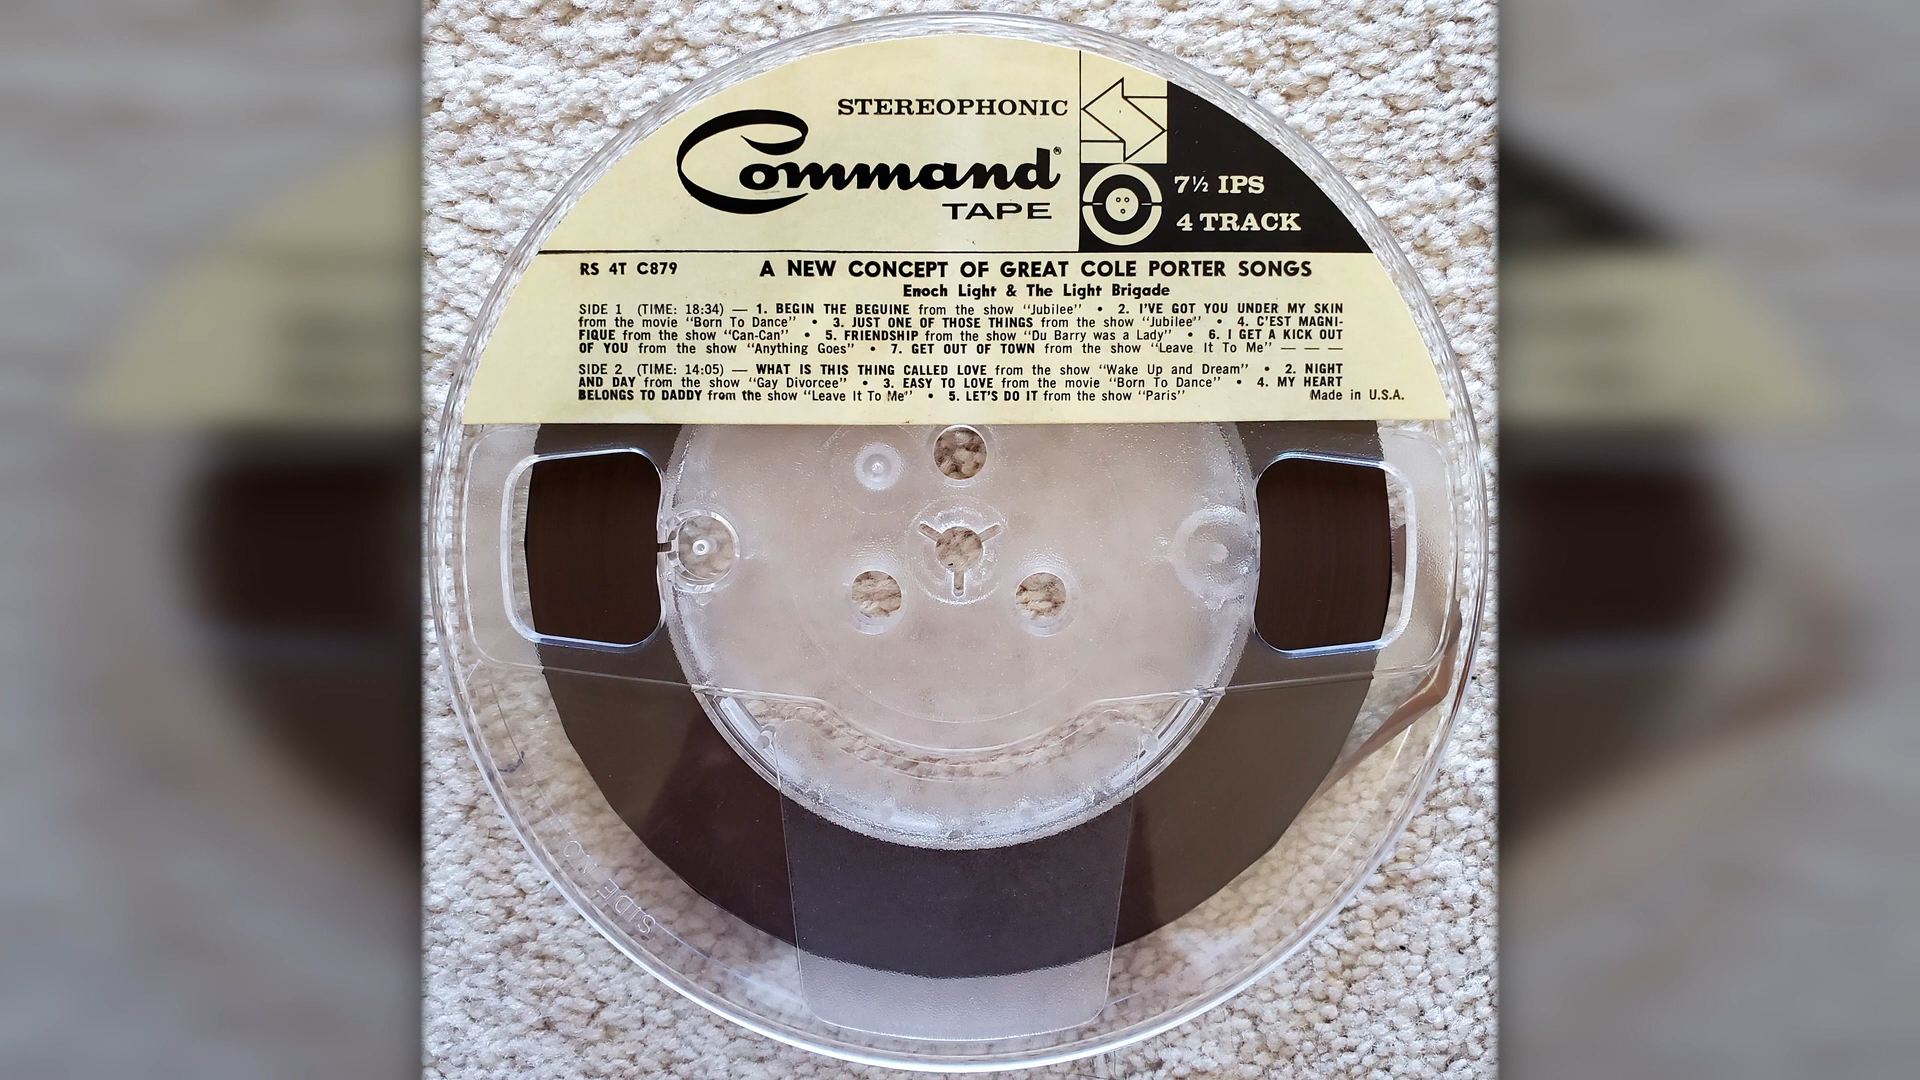 STEREOPHONIC
Command®
TAPE
7½ IPS
4 TRACK
RS 4T C879 A NEW CONCEPT OF GREAT COLE PORTER SONGS
Enoch Light & The Light Brigade
SIDE 1 (TIME: 18:34) — 1. BEGIN THE BEGUINE from the show "Jubilee" • 2. I'VE GOT YOU UNDER MY SKIN
from the movie "Born To Dance" • 3. JUST ONE OF THOSE THINGS from the show "Jubilee" • 4. C'EST MAGNI-
FIQUE from the show "Can-Can" • 5. FRIENDSHIP from the show "Du Barry was a Lady" • 6. I GET A KICK OUT
OF YOU from the show "Anything Goes" • 7. GET OUT OF TOWN from the show "Leave It To Me" — — —
SIDE 2 (TIME: 14:05) — WHAT IS THIS THING CALLED LOVE from the show "Wake Up and Dream" • 2. NIGHT
AND DAY from the show "Gay Divorcee" • 3. EASY TO LOVE from the movie "Born To Dance" • 4. MY HEART
BELONGS TO DADDY from the show "Leave It To Me" • 5. LET'S DO IT from the show "Paris" Made in U.S.A.
SIDE NO